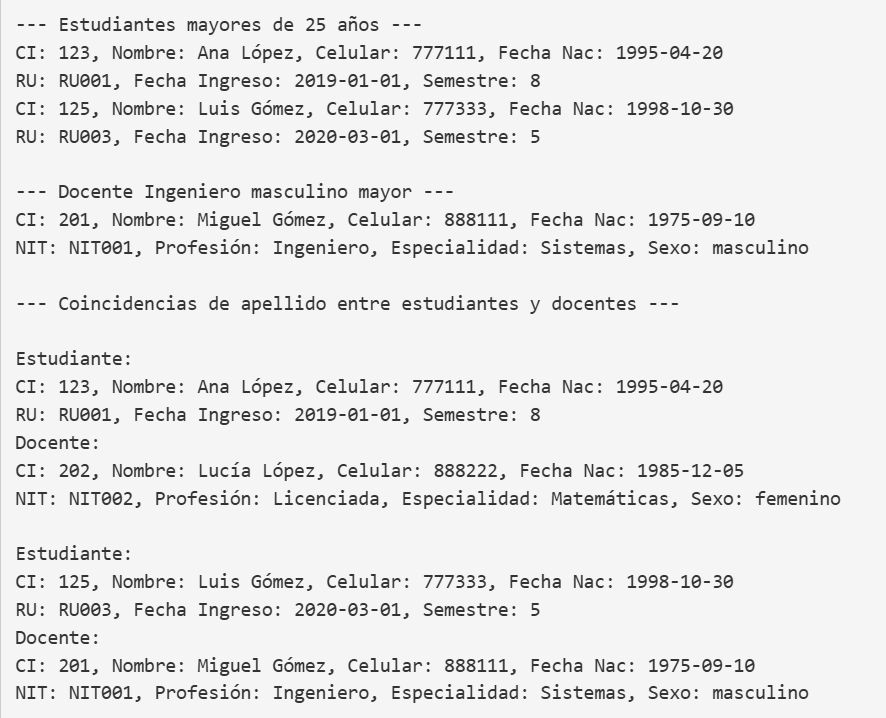 --- Estudiantes mayores de 25 años ---
CI: 123, Nombre: Ana López, Celular: 777111, Fecha Nac: 1995-04-20
RU: RU001, Fecha Ingreso: 2019-01-01, Semestre: 8
CI: 125, Nombre: Luis Gómez, Celular: 777333, Fecha Nac: 1998-10-30
RU: RU003, Fecha Ingreso: 2020-03-01, Semestre: 5

--- Docente Ingeniero masculino mayor ---
CI: 201, Nombre: Miguel Gómez, Celular: 888111, Fecha Nac: 1975-09-10
NIT: NIT001, Profesión: Ingeniero, Especialidad: Sistemas, Sexo: masculino

--- Coincidencias de apellido entre estudiantes y docentes ---

Estudiante:
CI: 123, Nombre: Ana López, Celular: 777111, Fecha Nac: 1995-04-20
RU: RU001, Fecha Ingreso: 2019-01-01, Semestre: 8
Docente:
CI: 202, Nombre: Lucía López, Celular: 888222, Fecha Nac: 1985-12-05
NIT: NIT002, Profesión: Licenciada, Especialidad: Matemáticas, Sexo: femenino

Estudiante:
CI: 125, Nombre: Luis Gómez, Celular: 777333, Fecha Nac: 1998-10-30
RU: RU003, Fecha Ingreso: 2020-03-01, Semestre: 5
Docente:
CI: 201, Nombre: Miguel Gómez, Celular: 888111, Fecha Nac: 1975-09-10
NIT: NIT001, Profesión: Ingeniero, Especialidad: Sistemas, Sexo: masculino